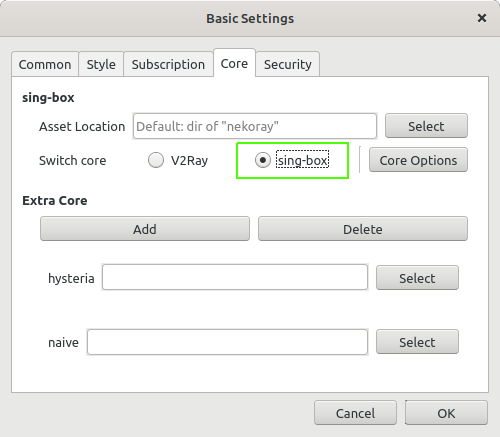 Basic Settings ×
Common Style Subscription Core Security
sing-box
Asset Location Default: dir of "nekoray" Select
Switch core V2Ray sing-box Core Options
Extra Core
Add Delete
hysteria Select
naive Select
Cancel OK